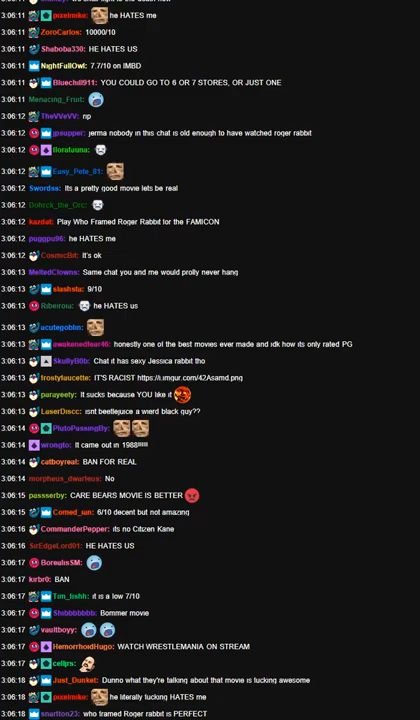 3:06:11 pixelmike: he HATES me
3:06:11 ZoroCarlos: 10000/10
3:06:11 Shaboba330: HE HATES US
3:06:11 NightFallOwl: 7.7/10 on IMBD
3:06:11 Bluechill911: YOU COULD GO TO 6 OR 7 STORES, OR JUST ONE
3:06:11 Menacing_Fruit:
3:06:12 TheVVeVV: np
3:06:12 jpsupper: jerma nobody in this chat is old enough to have watched roger rabbit
3:06:12 floratuuna:
3:06:12 Easy_Pete_81:
3:06:12 Swordss: Its a pretty good movie lets be real
3:06:12 Dohrck_the_Orc:
3:06:12 kazdat: Play Who Framed Roger Rabbit for the FAMICON
3:06:12 puggpu96: he HATES me
3:06:12 CosmicBit: It's ok
3:06:13 MelledClowns: Same chat you and me would prolly never hang
3:06:13 slashsta: 9/10
3:06:13 Ribeirouu: he HATES us
3:06:13 acutegoblin:
3:06:13 awakenedfear46: honestly one of the best movies ever made and idk how its only rated PG
3:06:13 SkullyB0b: Chat it has sexy Jessica rabbit tho
3:06:13 frostyfaucette: IT'S RACIST https://i.imgur.com/42Asamd.png
3:06:13 paruyeety: It sucks because YOU like it
3:06:13 LaserDiscc: isnt beetlejuice a wierd black guy??
3:06:14 PlutoPassingBy:
3:06:14 wrongto: It came out in 1988!!!!!!
3:06:14 catboyreal: BAN FOR REAL
3:06:14 morpheus_dwarfeus: No
3:06:15 passserby: CARE BEARS MOVIE IS BETTER
3:06:15 Comed_ian: 6/10 decent but not amazing
3:06:16 CommanderPepper: its no Citizen Kane
3:06:16 SirEdgeLord01: HE HATES US
3:06:17 BorealisSM:
3:06:17 kirbr0: BAN
3:06:17 Tim_fishh: it is a low 7/10
3:06:17 Shibbbbbbb: Bommer movie
3:06:17 vaultboyy:
3:06:17 HemorrhoidHugo: WATCH WRESTLEMANIA ON STREAM
3:06:17 celljrs:
3:06:18 Just_Dunket: Dunno what they're talking about that movie is fucking awesome
3:06:18 pixelmike: he literally fucking HATES me
3:06:18 snarlton23: who framed Roger rabbit is PERFECT